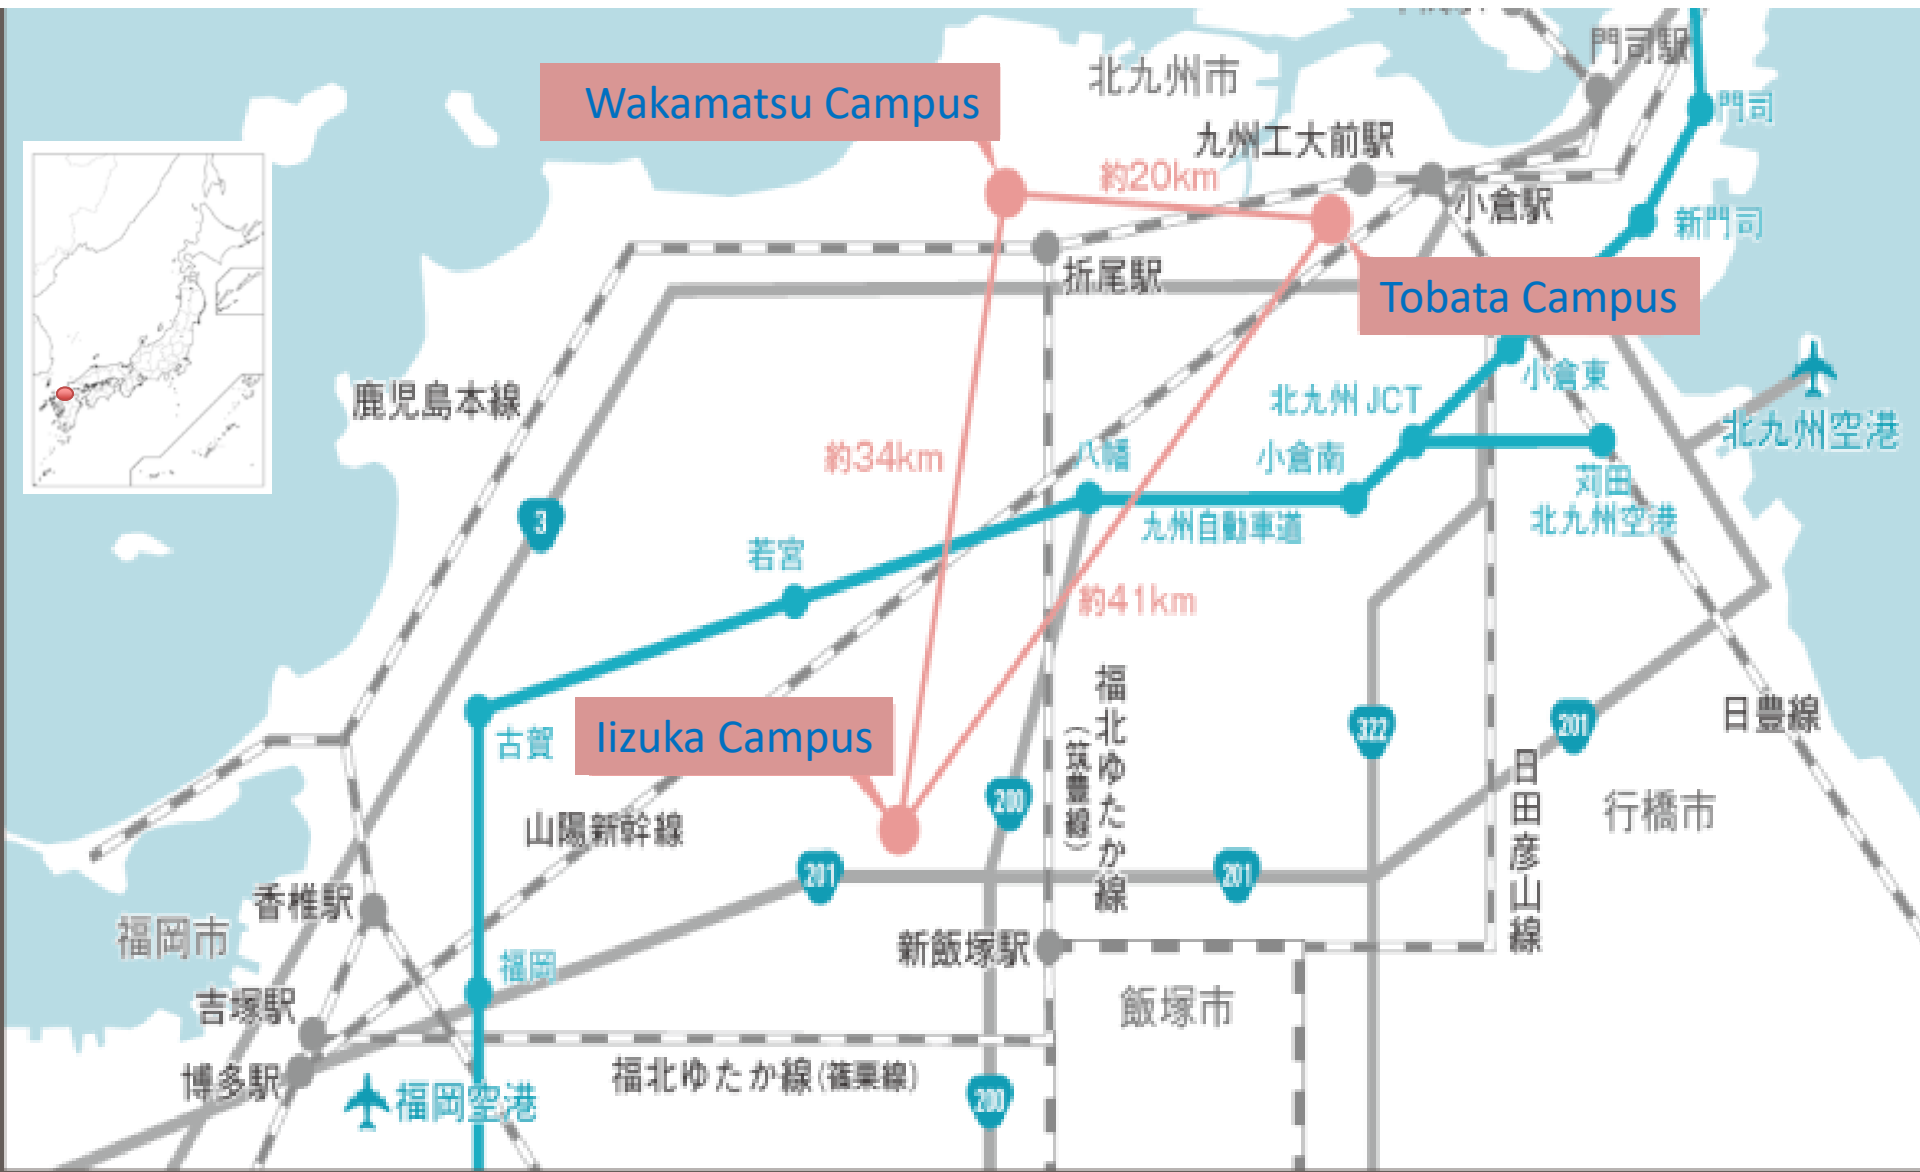 門司駅
北九州市
Wakamatsu Campus
門司
九州工大前駅
約20km
小倉駅
新門司
折尾駅
Tobata Campus
小倉東
鹿児島本線
北九州JCT
北九州空港
約34km
八幡
小倉南
苅田
北九州空港
3
九州自動車道
若宮
約41km
福北ゆたか線
(筑豊線)
古賀
Iizuka Campus
322
201
日豊線
日田彦山線
200
山陽新幹線
行橋市
201
201
香椎駅
福岡市
新飯塚駅
福岡
吉塚駅
飯塚市
博多駅
福北ゆたか線(篠栗線)
福岡空港
200